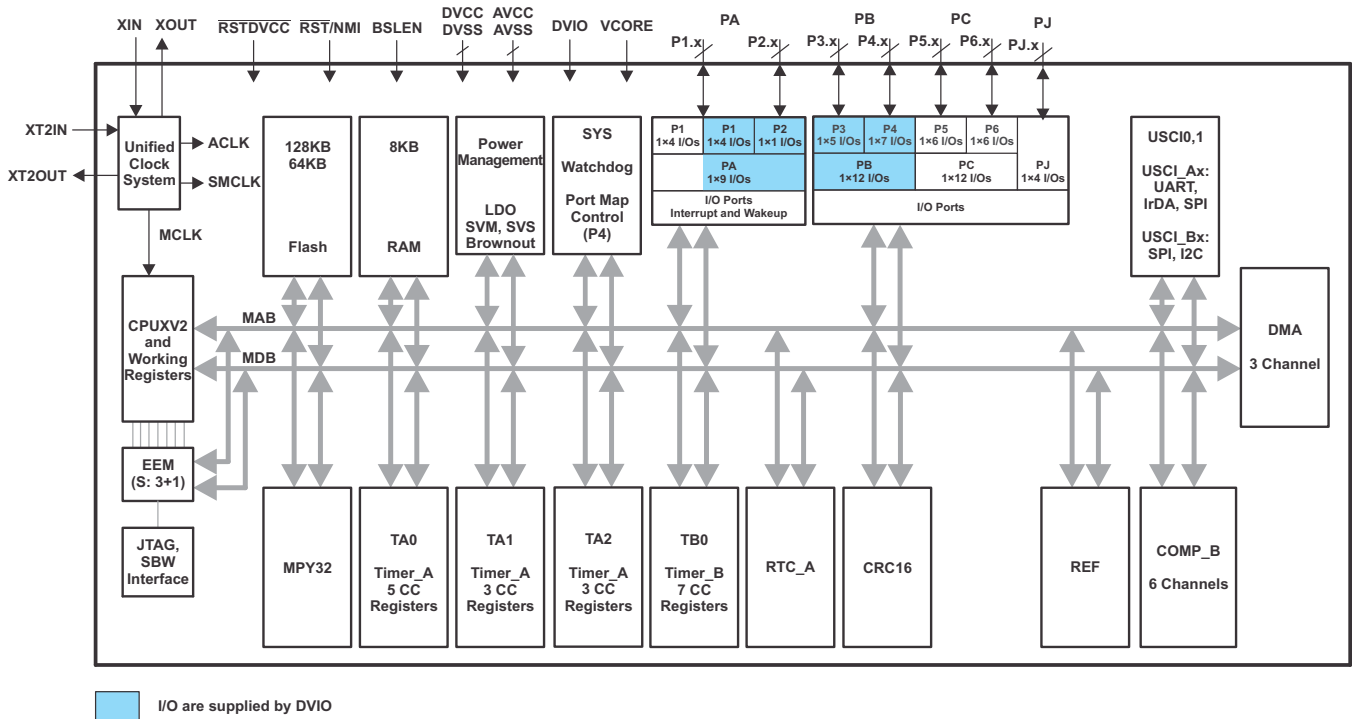 XIN XOUT RSTDVCC RST/NMI BSLEN DVCC DVSS AVCC AVSS DVIO VCORE
PA PB PC PJ
P1.x P2.x P3.x P4.x P5.x P6.x PJ.x
XT2IN
XT2OUT
Unified
Clock
System
ACLK
SMCLK
MCLK
128KB
64KB
Flash
8KB
RAM
Power
Management
LDO
SVM, SVS
Brownout
SYS
Watchdog
Port Map
Control
(P4)
P1
1×4 I/Os
P1
1×4 I/Os
P2
1×1 I/Os
PA
1×9 I/Os
I/O Ports
Interrupt and Wakeup
P3
1×5 I/Os
P4
1×7 I/Os
P5
1×6 I/Os
P6
1×6 I/Os
PB
1×12 I/Os
PC
1×12 I/Os
PJ
1×4 I/Os
I/O Ports
USCI0,1
USCI_Ax:
UART,
IrDA, SPI
USCI_Bx:
SPI, I2C
CPUXV2
and
Working
Registers
MAB
MDB
DMA
3 Channel
EEM
(S: 3+1)
JTAG,
SBW
Interface
MPY32
TA0
Timer_A
5 CC
Registers
TA1
Timer_A
3 CC
Registers
TA2
Timer_A
3 CC
Registers
TB0
Timer_B
7 CC
Registers
RTC_A
CRC16
REF
COMP_B
6 Channels
I/O are supplied by DVIO